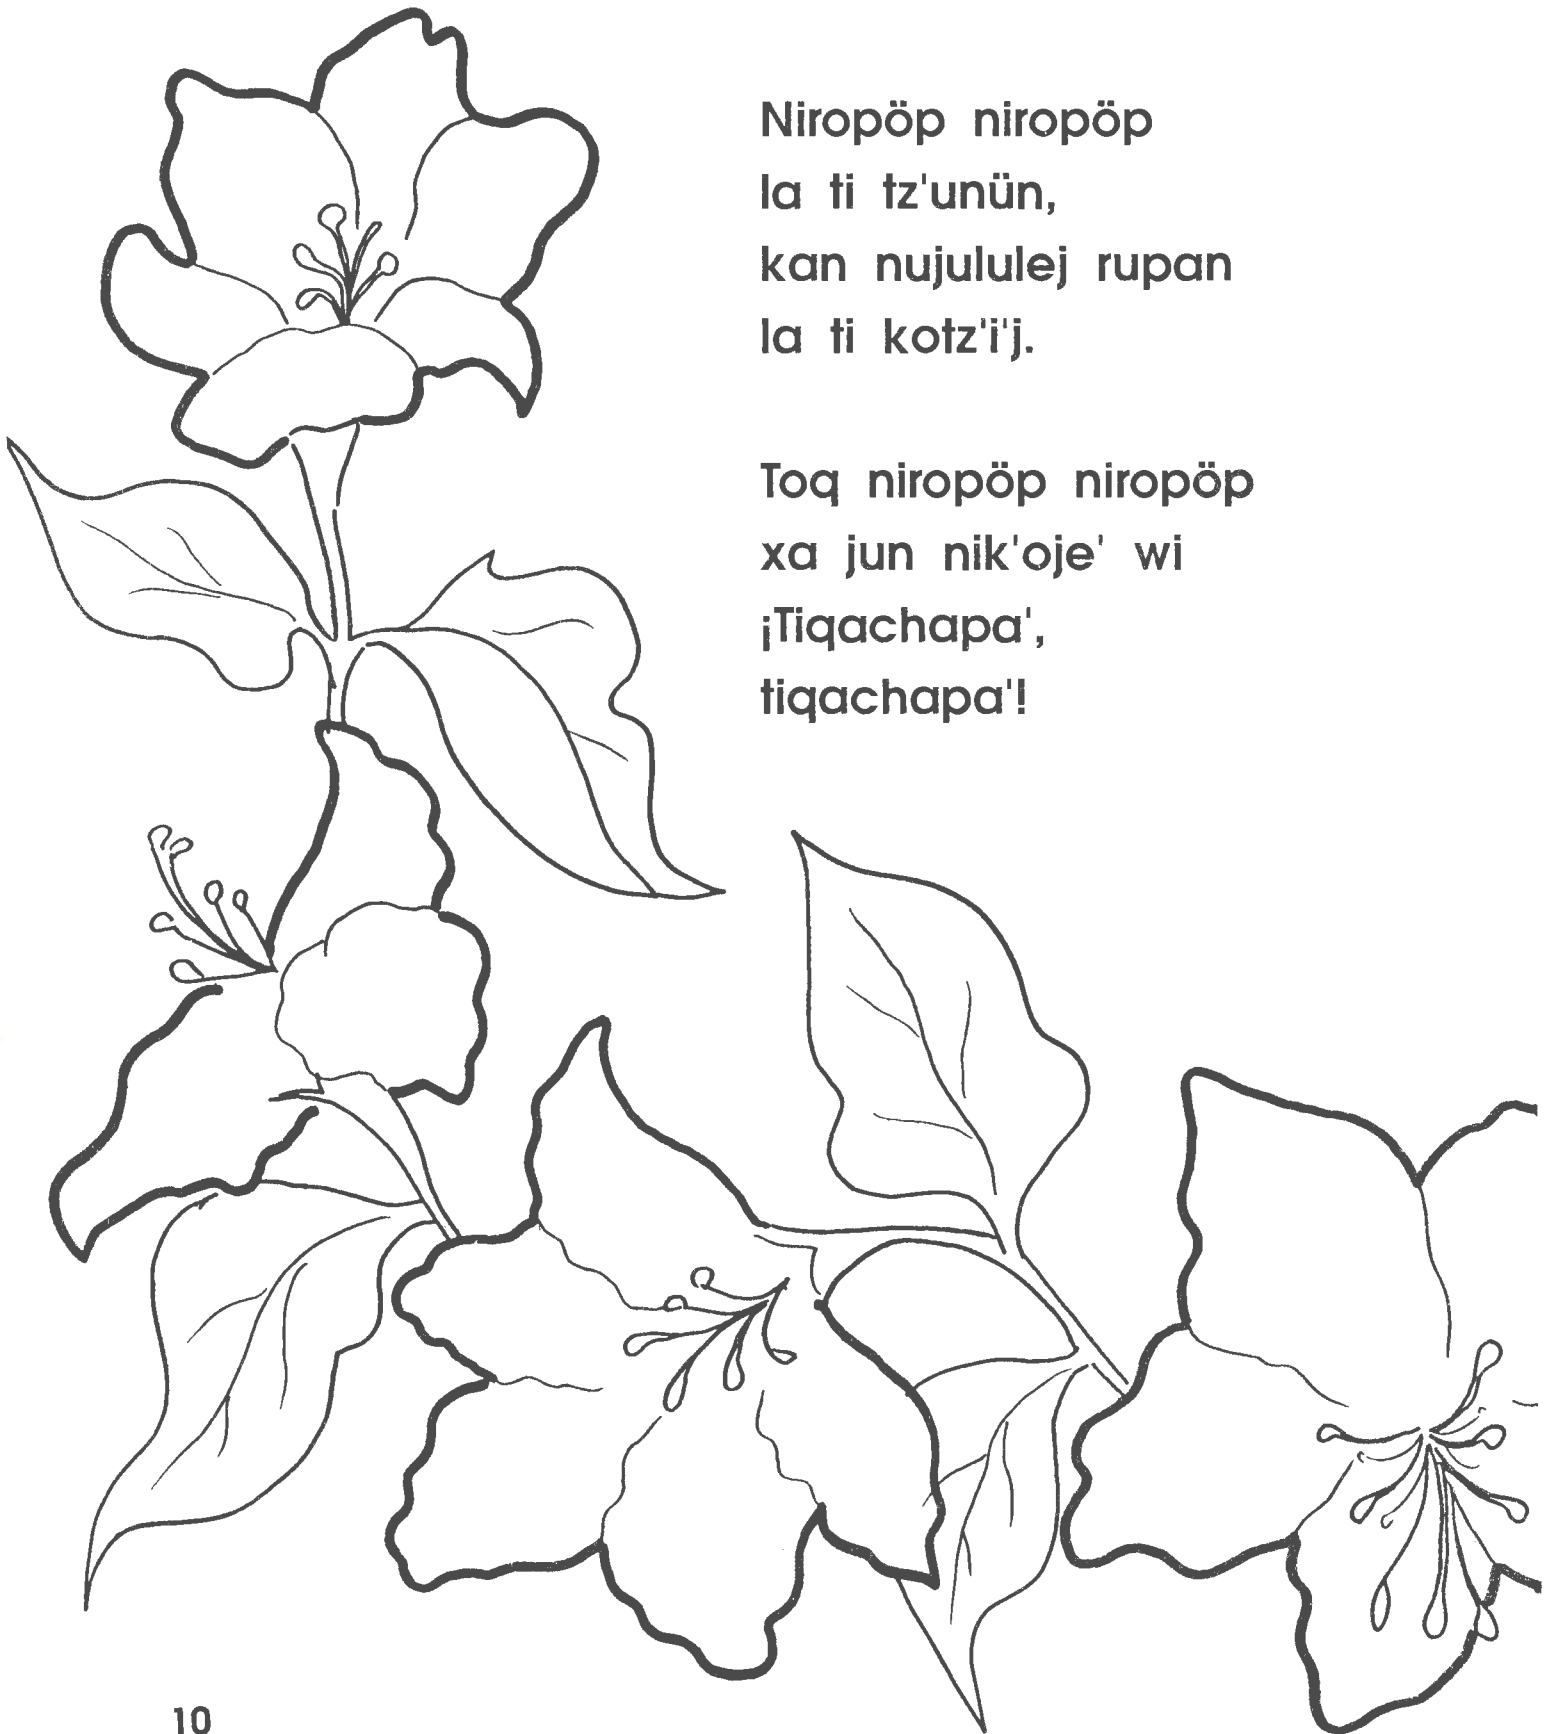 Niropöp niropöp
la ti tz'unün,
kan nujululej rupan
la ti kotz'i'j.
Toq niropöp niropöp
xa jun nik'oje' wi
¡Tiqachapa',
tiqachapa'!
10